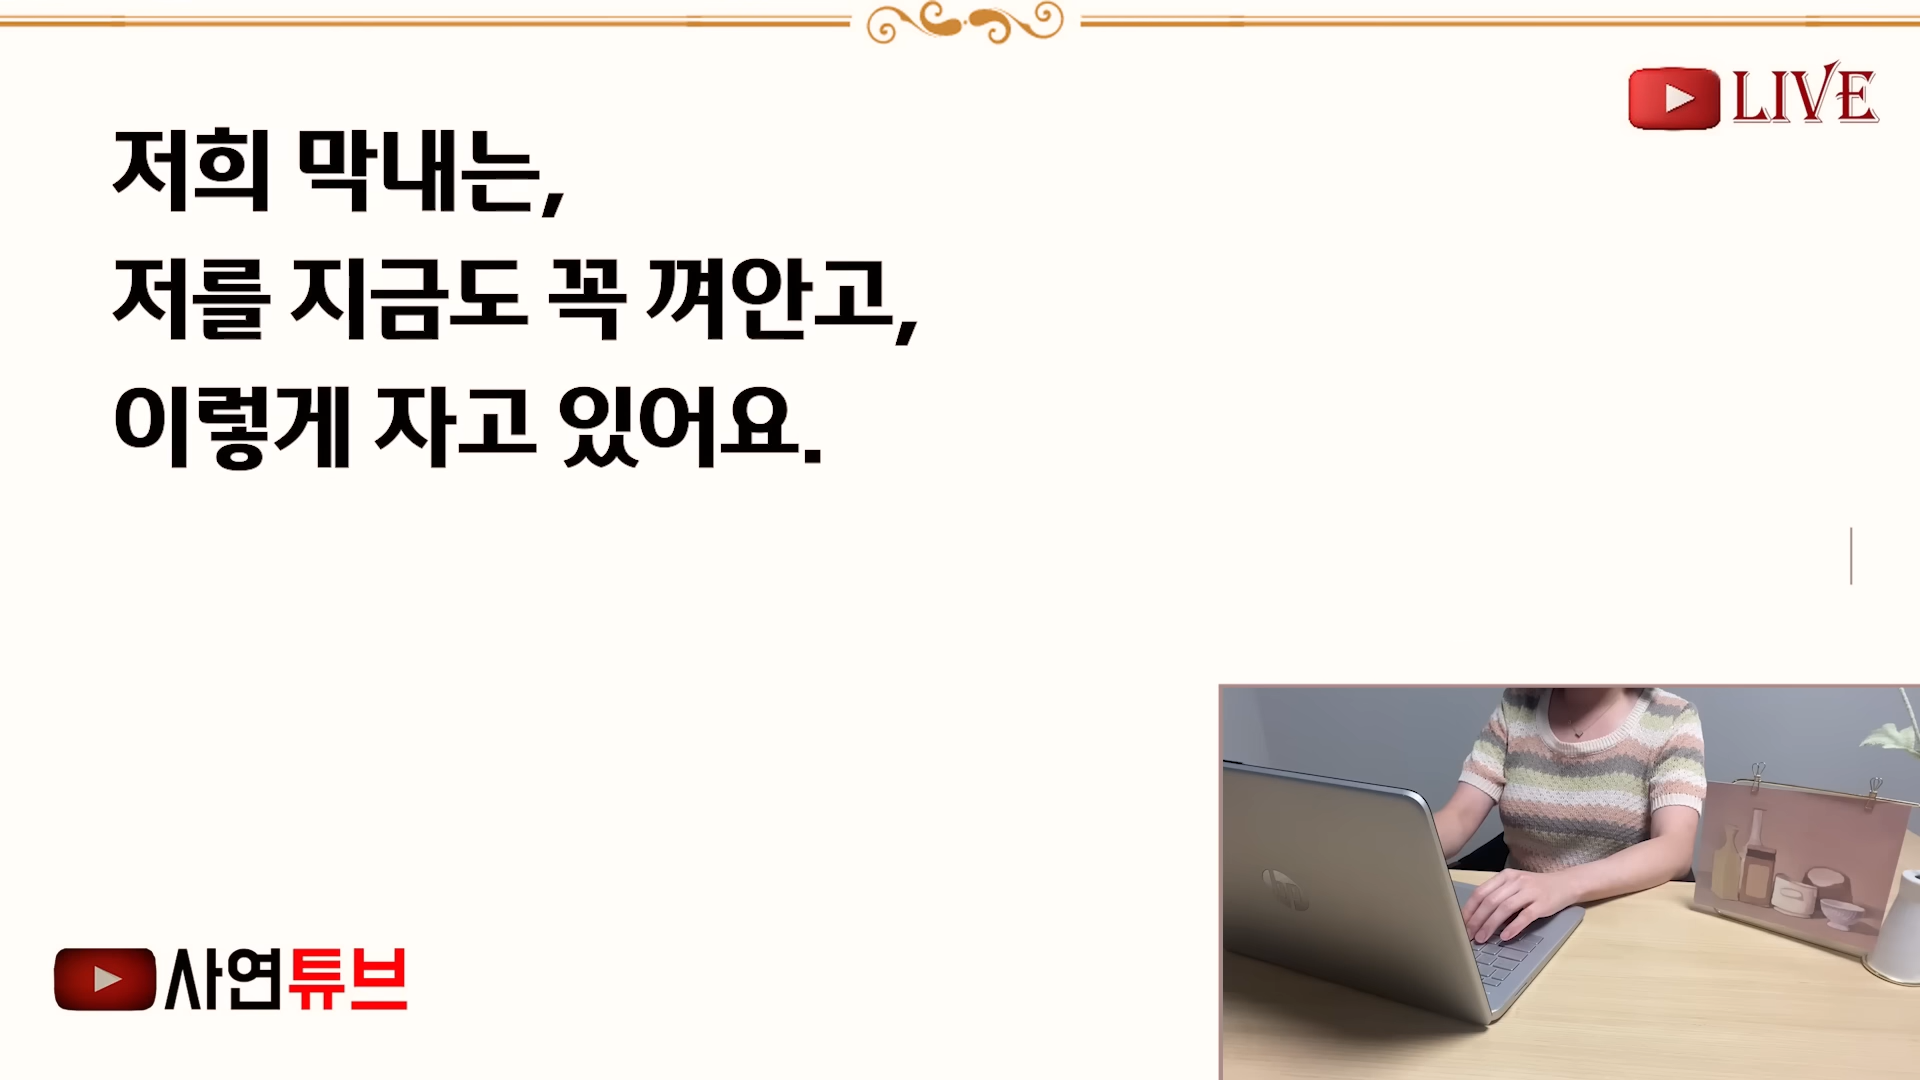 LIVE
저희 막내는,
저를 지금도 꼭 껴안고,
이렇게 자고 있어요.
사연튜브
hp